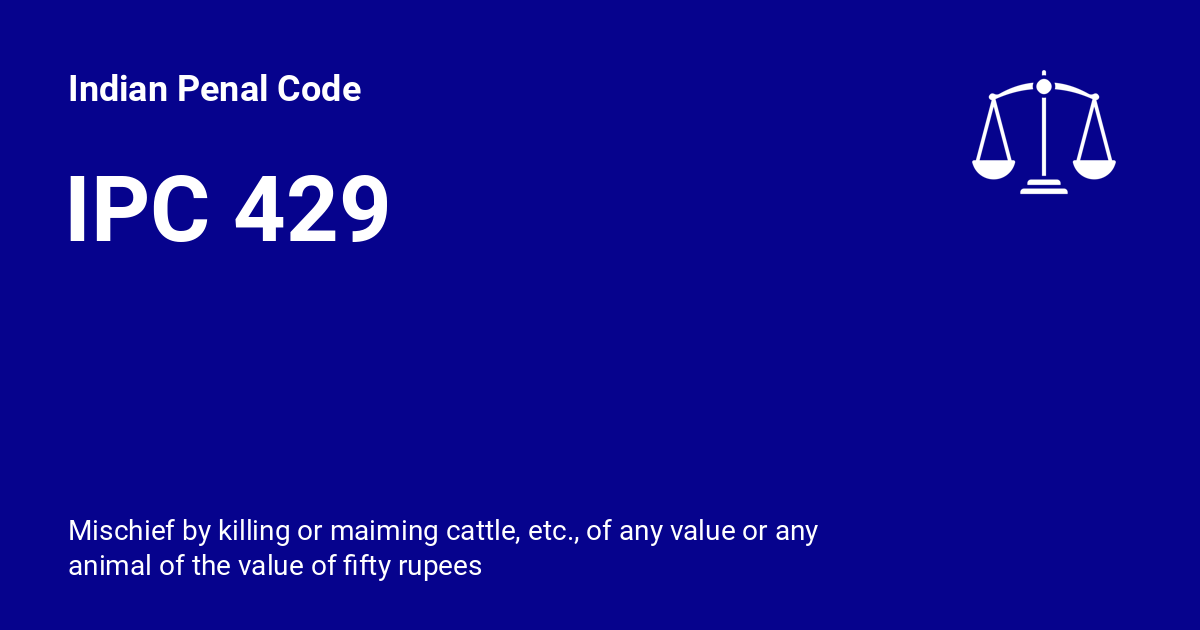 Indian Penal Code
IPC 429
Mischief by killing or maiming cattle, etc., of any value or any
animal of the value of fifty rupees